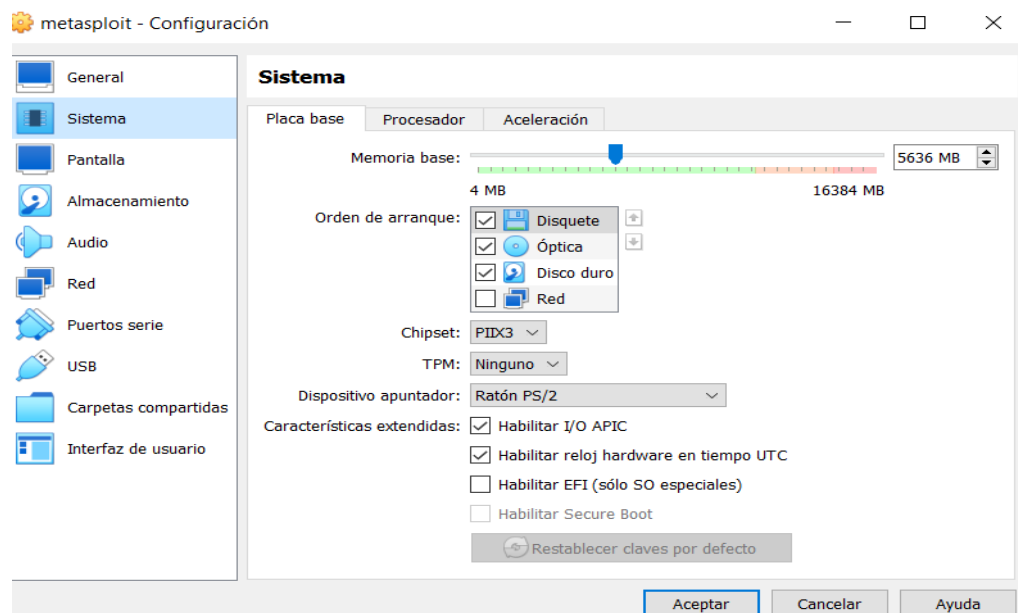 metasploit - Configuración
General
Sistema
Pantalla
Almacenamiento
Audio
Red
Puertos serie
USB
Carpetas compartidas
Interfaz de usuario
Sistema
Placa base Procesador Aceleración
Memoria base: 5636 MB
4 MB 16384 MB
Orden de arranque: Disquete
Óptica
Disco duro
Red
Chipset: PIIX3
TPM: Ninguno
Dispositivo apuntador: Ratón PS/2
Características extendidas: Habilitar I/O APIC
Habilitar reloj hardware en tiempo UTC
Habilitar EFI (sólo SO especiales)
Habilitar Secure Boot
Restablecer claves por defecto
Aceptar Cancelar Ayuda